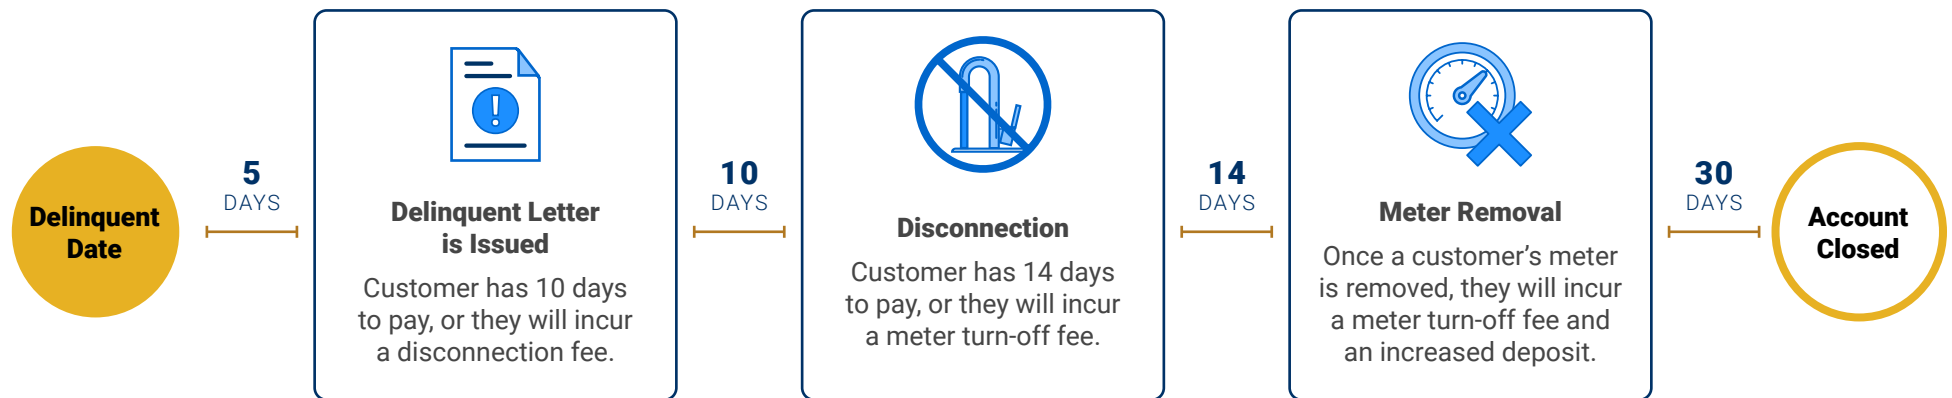 Delinquent
Date
5
DAYS
Delinquent Letter
is Issued
Customer has 10 days
to pay, or they will incur
a disconnection fee.
10
DAYS
Disconnection
Customer has 14 days
to pay, or they will incur
a meter turn-off fee.
14
DAYS
Meter Removal
Once a customer’s meter
is removed, they will incur
a meter turn-off fee and
an increased deposit.
30
DAYS
Account
Closed